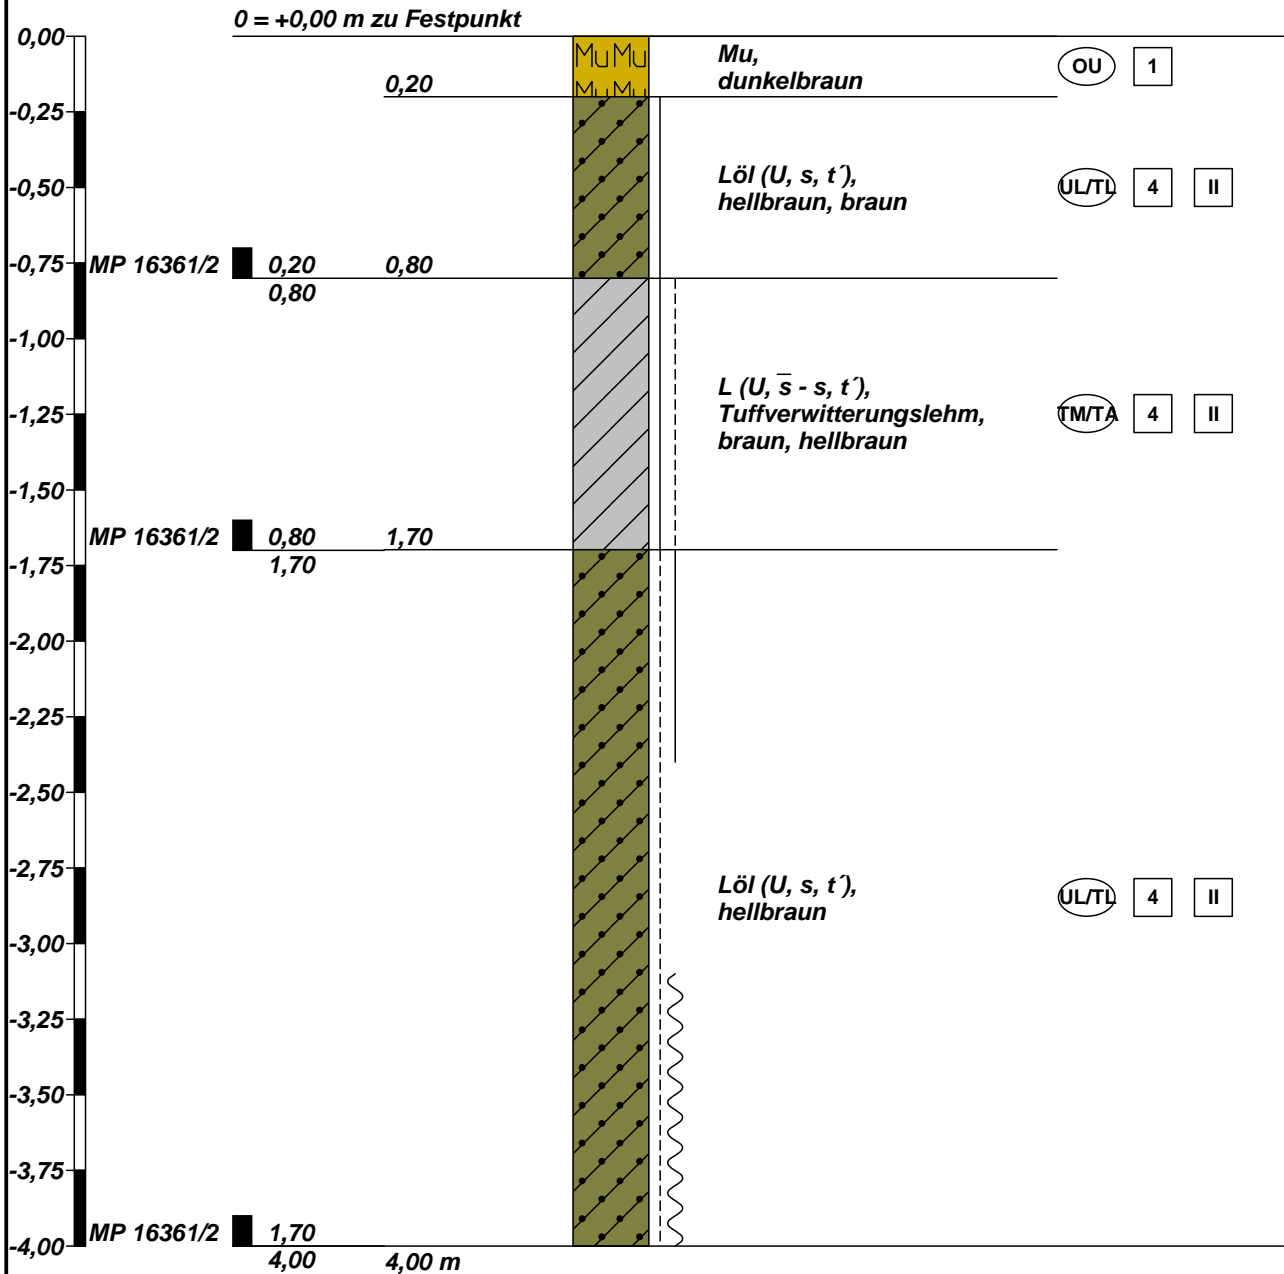 0 = +0,00 m zu Festpunkt
0,00
Mu Mu
Mu Mu
Mu,
dunkelbraun
OU 1
0,20
-0,25
Löl (U, s, t´),
hellbraun, braun
UL/TL 4 II
-0,50
-0,75
MP 16361/2 0,20 0,80
0,80
-1,00
L (U, s̅ - s, t´),
Tuffverwitterungslehm,
braun, hellbraun
TM/TA 4 II
-1,25
-1,50
MP 16361/2 0,80 1,70
1,70
-1,75
-2,00
-2,25
-2,50
-2,75
Löl (U, s, t´),
hellbraun
UL/TL 4 II
-3,00
-3,25
-3,50
-3,75
MP 16361/2 1,70
-4,00
4,00 4,00 m